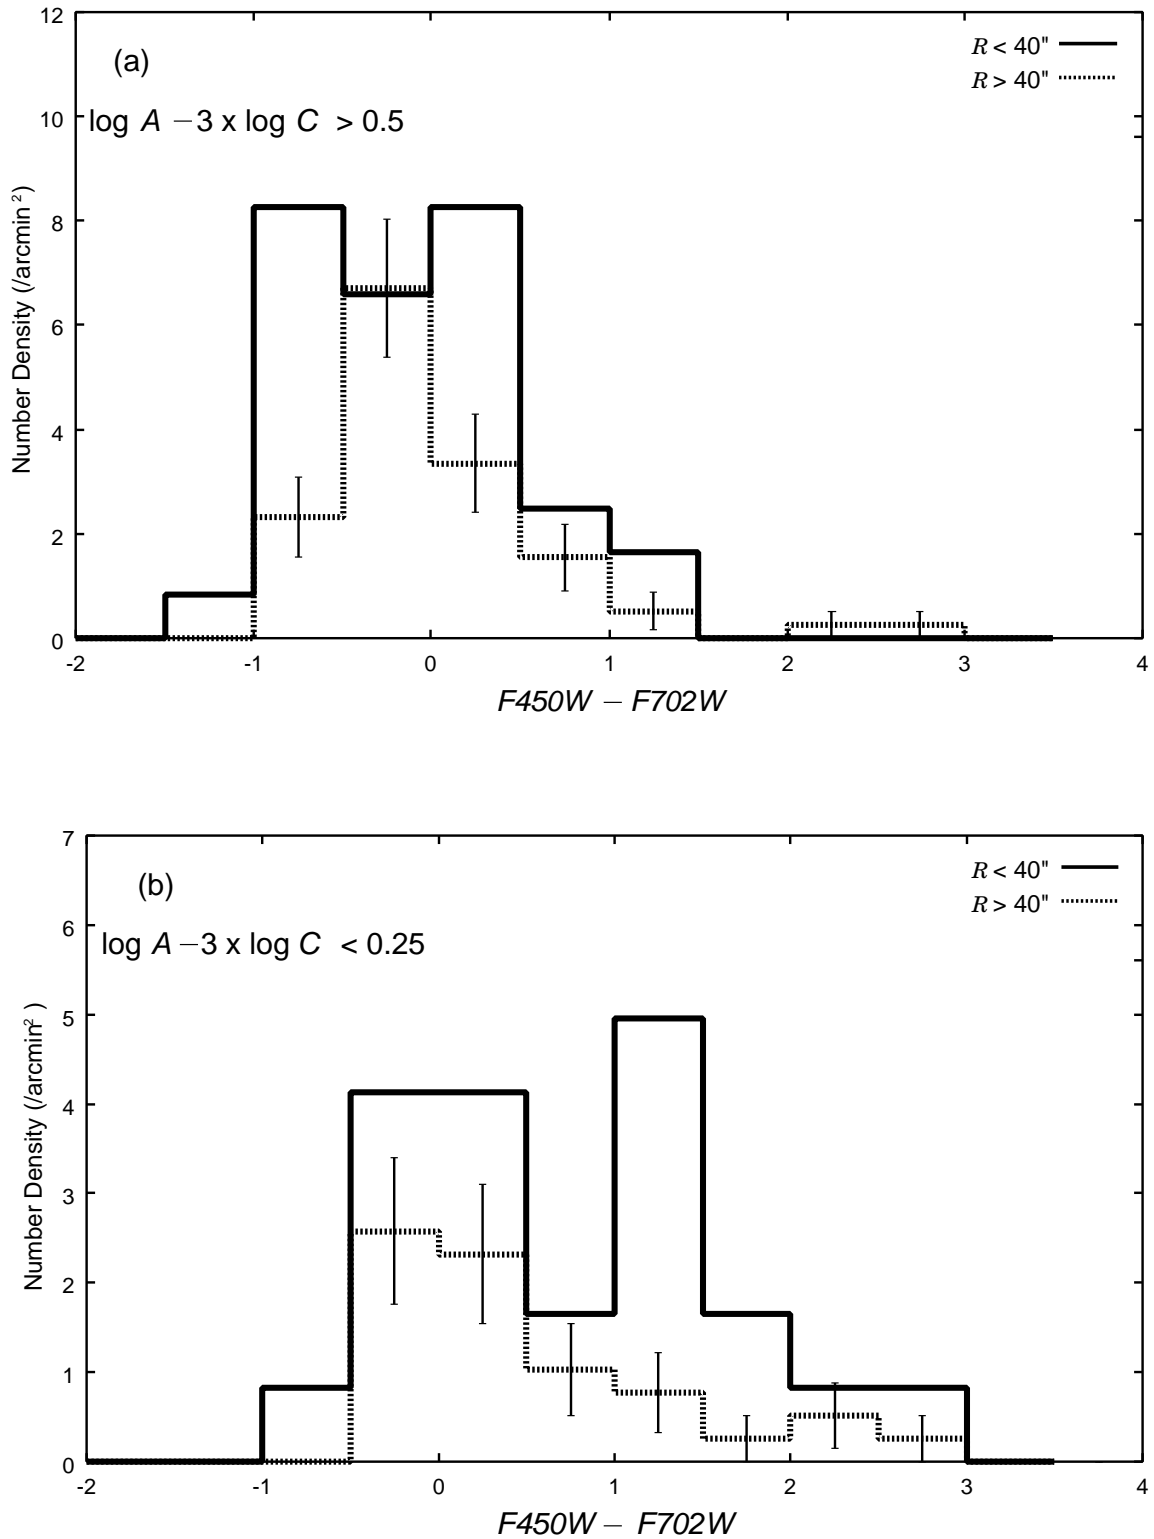 12
10
8
6
4
2
0
Number Density (/arcmin²)
(a)
log A − 3 x log C > 0.5
R < 40"
R > 40"
-2 -1 0 1 2 3 4
F450W − F702W
7
6
5
4
3
2
1
0
Number Density (/arcmin²)
(b)
log A − 3 x log C < 0.25
R < 40"
R > 40"
-2 -1 0 1 2 3 4
F450W − F702W